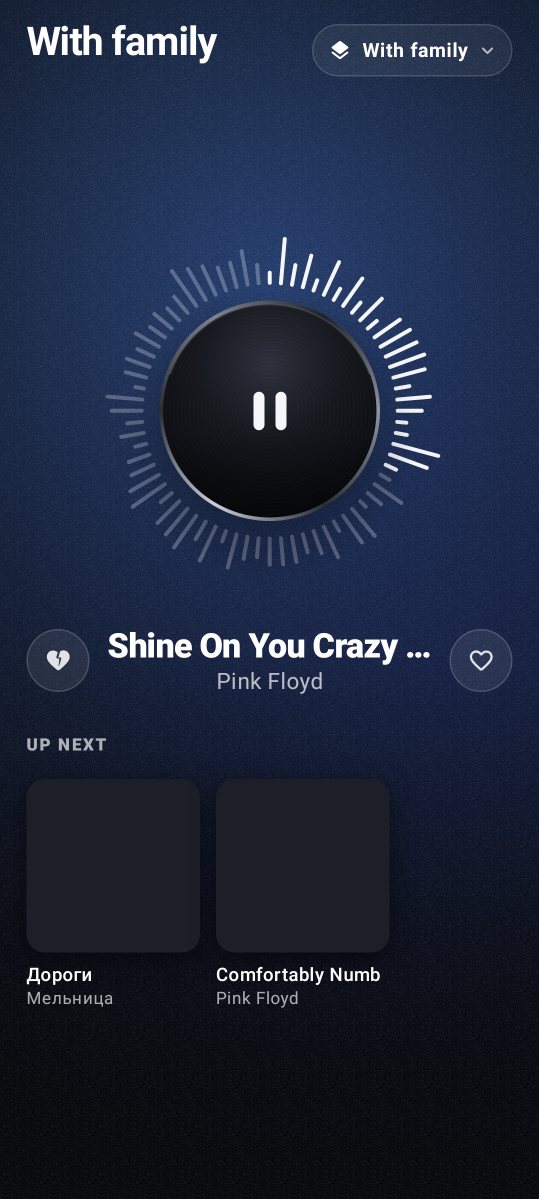 With family
With family
Shine On You Crazy ...
Pink Floyd
UP NEXT
Дороги
Мельница
Comfortably Numb
Pink Floyd